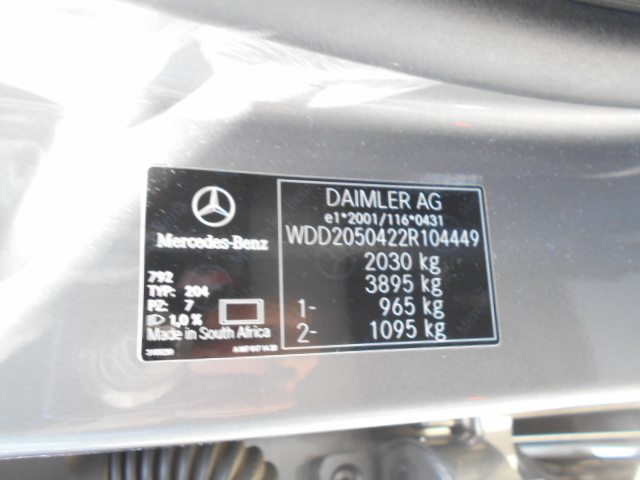 Mercedes-Benz
792
TYP: 204
PZ: 7
1,0 %
Made in South Africa
DAIMLER AG
e1*2001/116*0431
WDD2050422R104449
2030 kg
3895 kg
1- 965 kg
2- 1095 kg